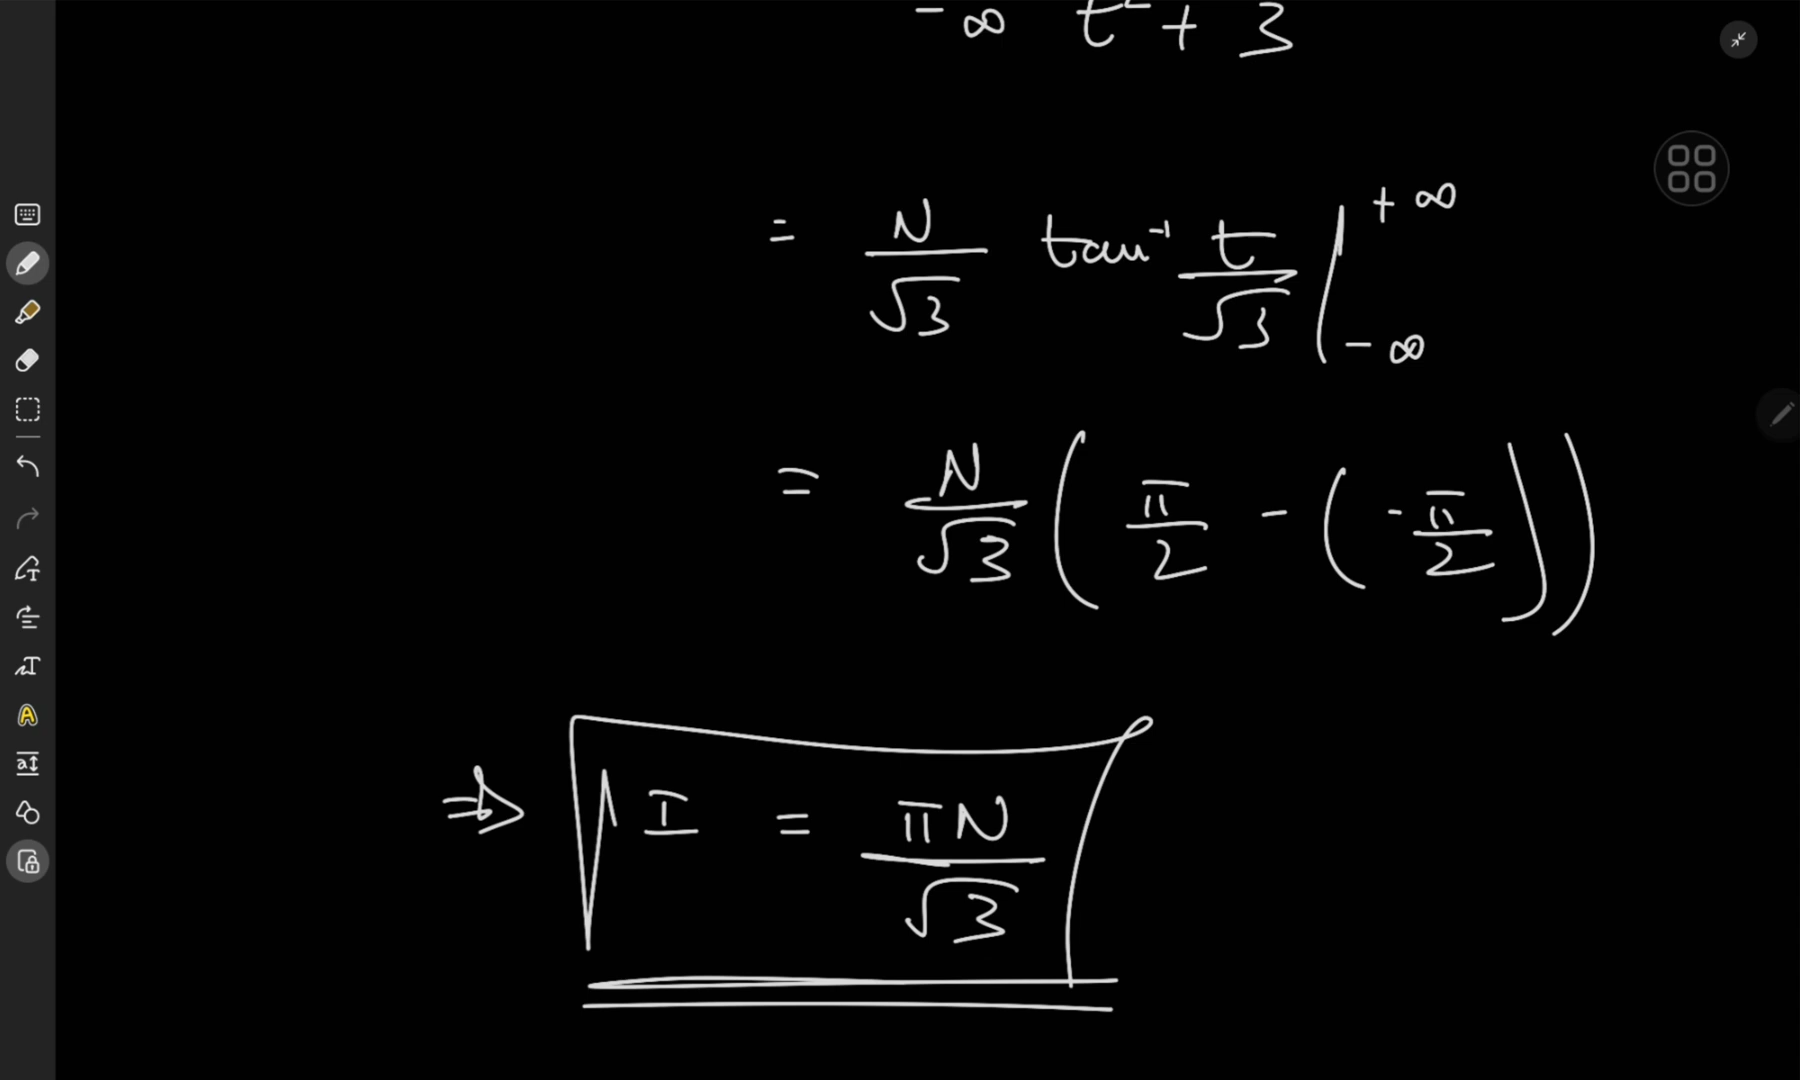 -∞ t² + 3
= N/√3 tan⁻¹ t/√3 |₋∞^+∞
= N/√3 ( π/2 - ( -π/2 ) )
⇒ I = πN/√3